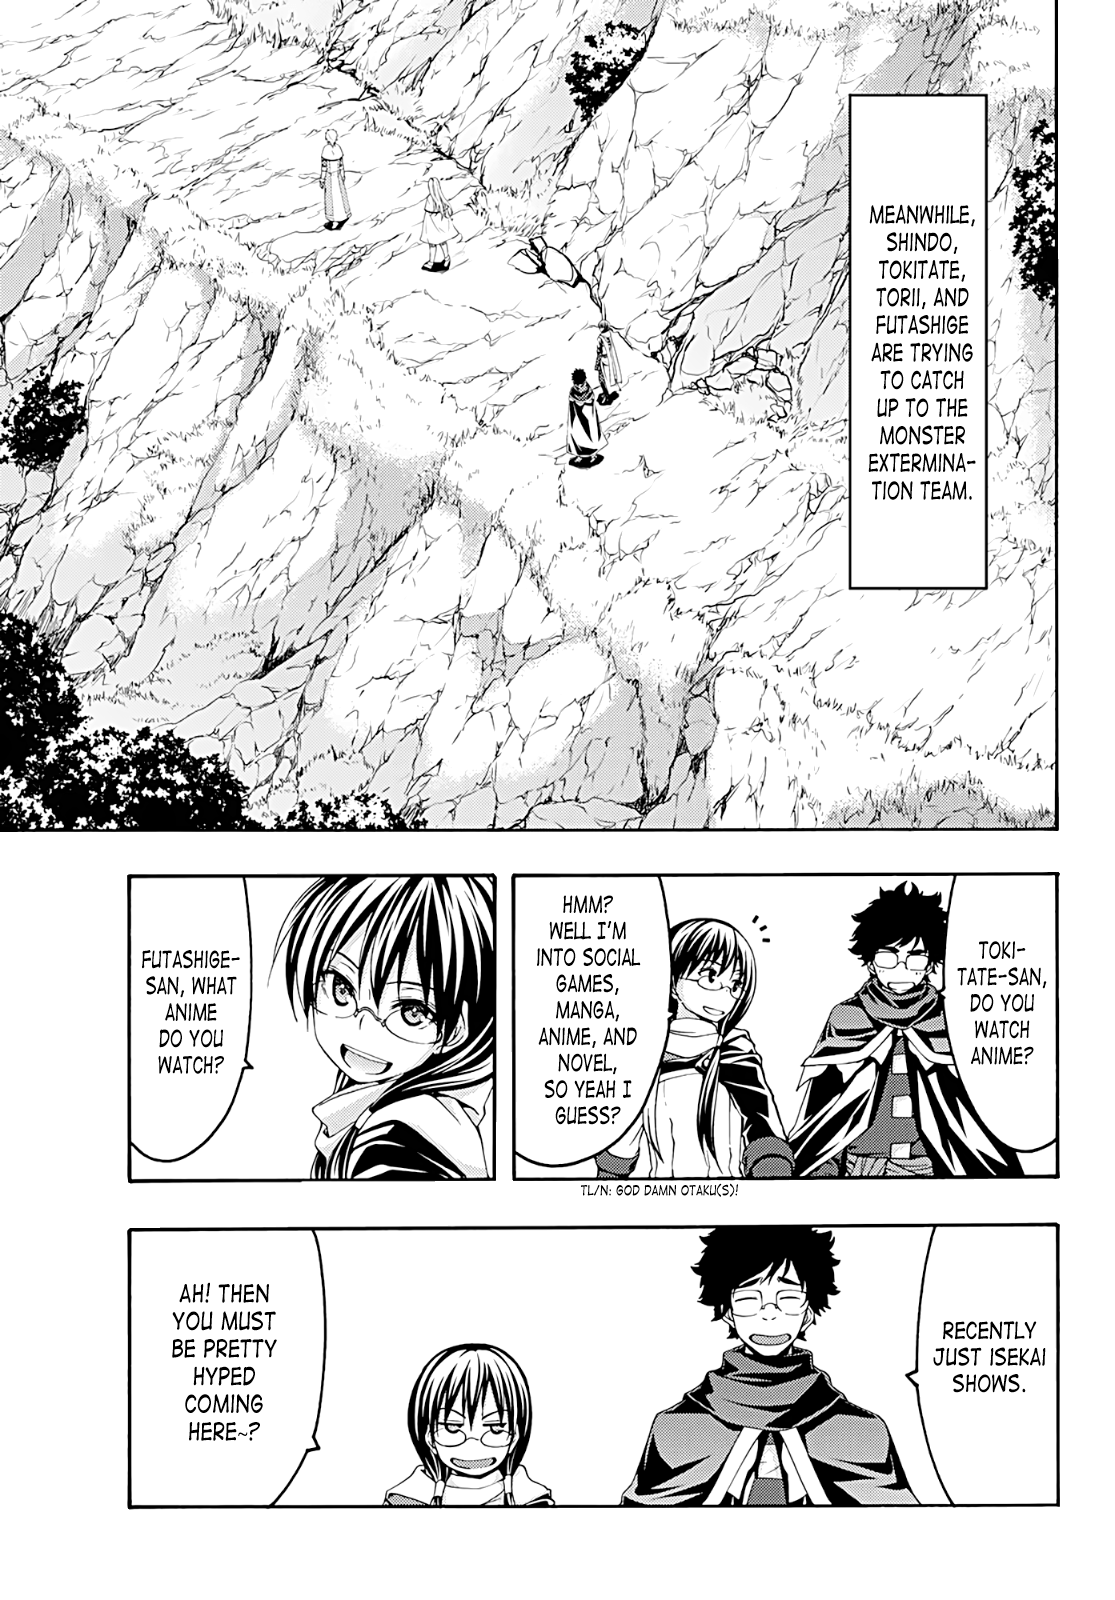 MEANWHILE,
SHINDO,
TOKITATE,
TORII, AND
FUTASHIGE
ARE TRYING
TO CATCH
UP TO THE
MONSTER
EXTERMINA-
TION TEAM.
TOKI-
TATE-SAN,
DO YOU
WATCH
ANIME?
HMM?
WELL I'M
INTO SOCIAL
GAMES,
MANGA,
ANIME, AND
NOVEL,
SO YEAH I
GUESS?
TL/N: GOD DAMN OTAKU(S)!
FUTASHIGE-
SAN, WHAT
ANIME
DO YOU
WATCH?
RECENTLY
JUST ISEKAI
SHOWS.
AH! THEN
YOU MUST
BE PRETTY
HYPED
COMING
HERE~?